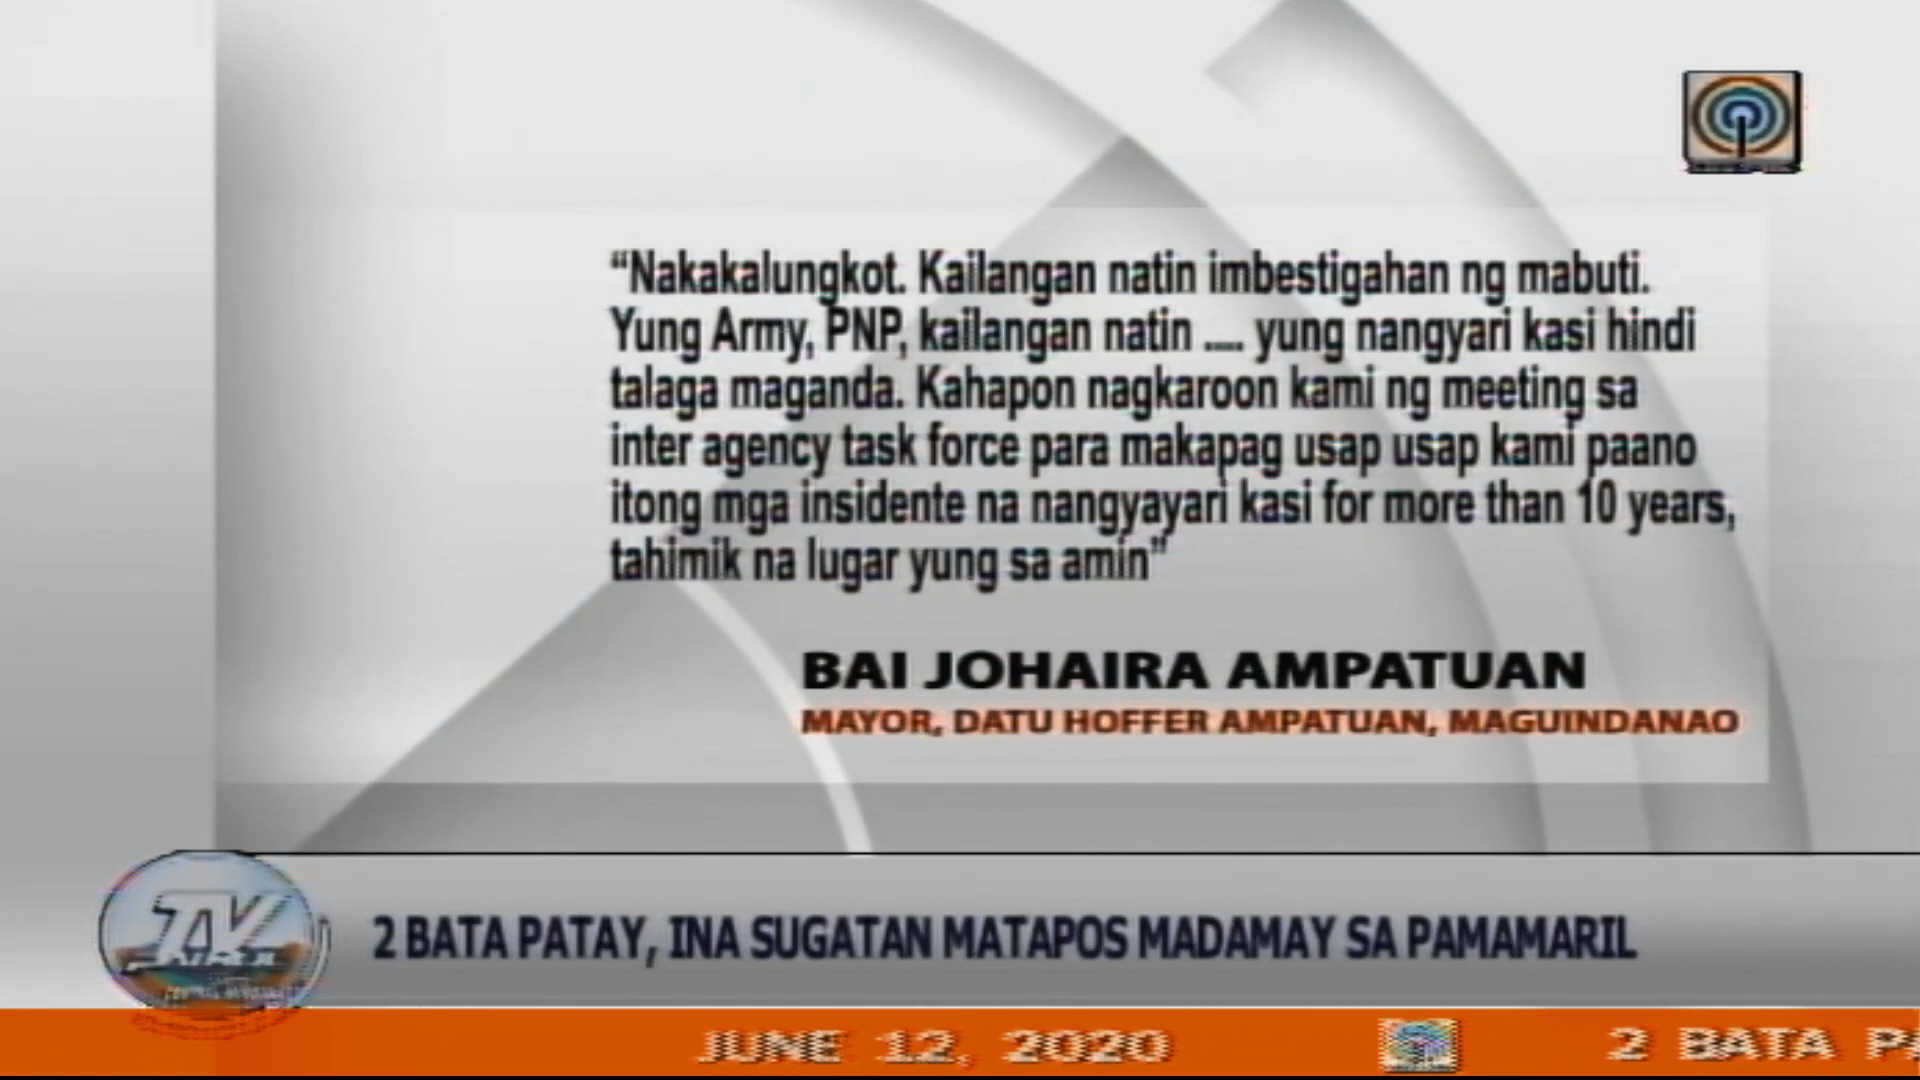 “Nakakalungkot. Kailangan natin imbestigahan ng mabuti.
Yung Army, PNP, kailangan natin .... yung nangyari kasi hindi
talaga maganda. Kahapon nagkaroon kami ng meeting sa
inter agency task force para makapag usap usap kami paano
itong mga insidente na nangyayari kasi for more than 10 years,
tahimik na lugar yung sa amin”
BAI JOHAIRA AMPATUAN
MAYOR, DATU HOFFER AMPATUAN, MAGUINDANAO
TV
2 BATA PATAY, INA SUGATAN MATAPOS MADAMAY SA PAMAMARIL
JUNE 12, 2020
2 BATA